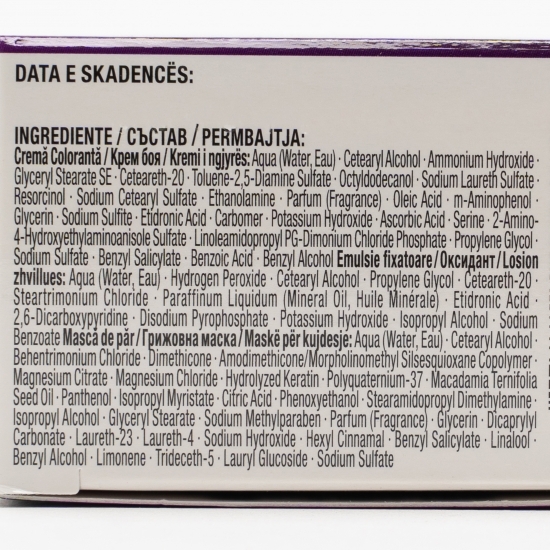 DATA E SKADENCËS:
INGREDIENTE / СЪСТАВ / PERMBAJTJA:
Cremă Colorantă / Крем боя / Kremi i ngjyrës: Aqua (Water, Eau) · Cetearyl Alcohol · Ammonium Hydroxide ·
Glyceryl Stearate SE · Ceteareth-20 · Toluene-2,5-Diamine Sulfate · Octyldodecanol · Sodium Laureth Sulfate ·
Resorcinol · Sodium Cetearyl Sulfate · Ethanolamine · Parfum (Fragrance) · Oleic Acid · m-Aminophenol ·
Glycerin · Sodium Sulfite · Etidronic Acid · Carbomer · Potassium Hydroxide · Ascorbic Acid · Serine · 2-Amino-
4-Hydroxyethylaminoanisole Sulfate · Linoleamidopropyl PG-Dimonium Chloride Phosphate · Propylene Glycol ·
Sodium Sulfate · Benzyl Salicylate · Benzoic Acid · Benzyl Alcohol Emulsie fixatoare / Оксидант / Losion
zhvillues: Aqua (Water, Eau) · Hydrogen Peroxide · Cetearyl Alcohol · Propylene Glycol · Ceteareth-20 ·
Steartrimonium Chloride · Paraffinum Liquidum (Mineral Oil, Huile Minérale) · Etidronic Acid ·
2,6-Dicarboxypyridine · Disodium Pyrophosphate · Potassium Hydroxide · Isopropyl Alcohol · Sodium
Benzoate Mască de păr / Грижовна маска / Maskë për kujdesje: Aqua (Water, Eau) · Cetearyl Alcohol ·
Behentrimonium Chloride · Dimethicone · Amodimethicone/Morpholinomethyl Silsesquioxane Copolymer ·
Magnesium Citrate · Magnesium Chloride · Hydrolyzed Keratin · Polyquaternium-37 · Macadamia Ternifolia
Seed Oil · Panthenol · Isopropyl Myristate · Citric Acid · Phenoxyethanol · Stearamidopropyl Dimethylamine ·
Isopropyl Alcohol · Glyceryl Stearate · Sodium Methylparaben · Parfum (Fragrance) · Glycerin · Dicaprylyl
Carbonate · Laureth-23 · Laureth-4 · Sodium Hydroxide · Hexyl Cinnamal · Benzyl Salicylate · Linalool ·
Benzyl Alcohol · Limonene · Trideceth-5 · Lauryl Glucoside · Sodium Sulfate